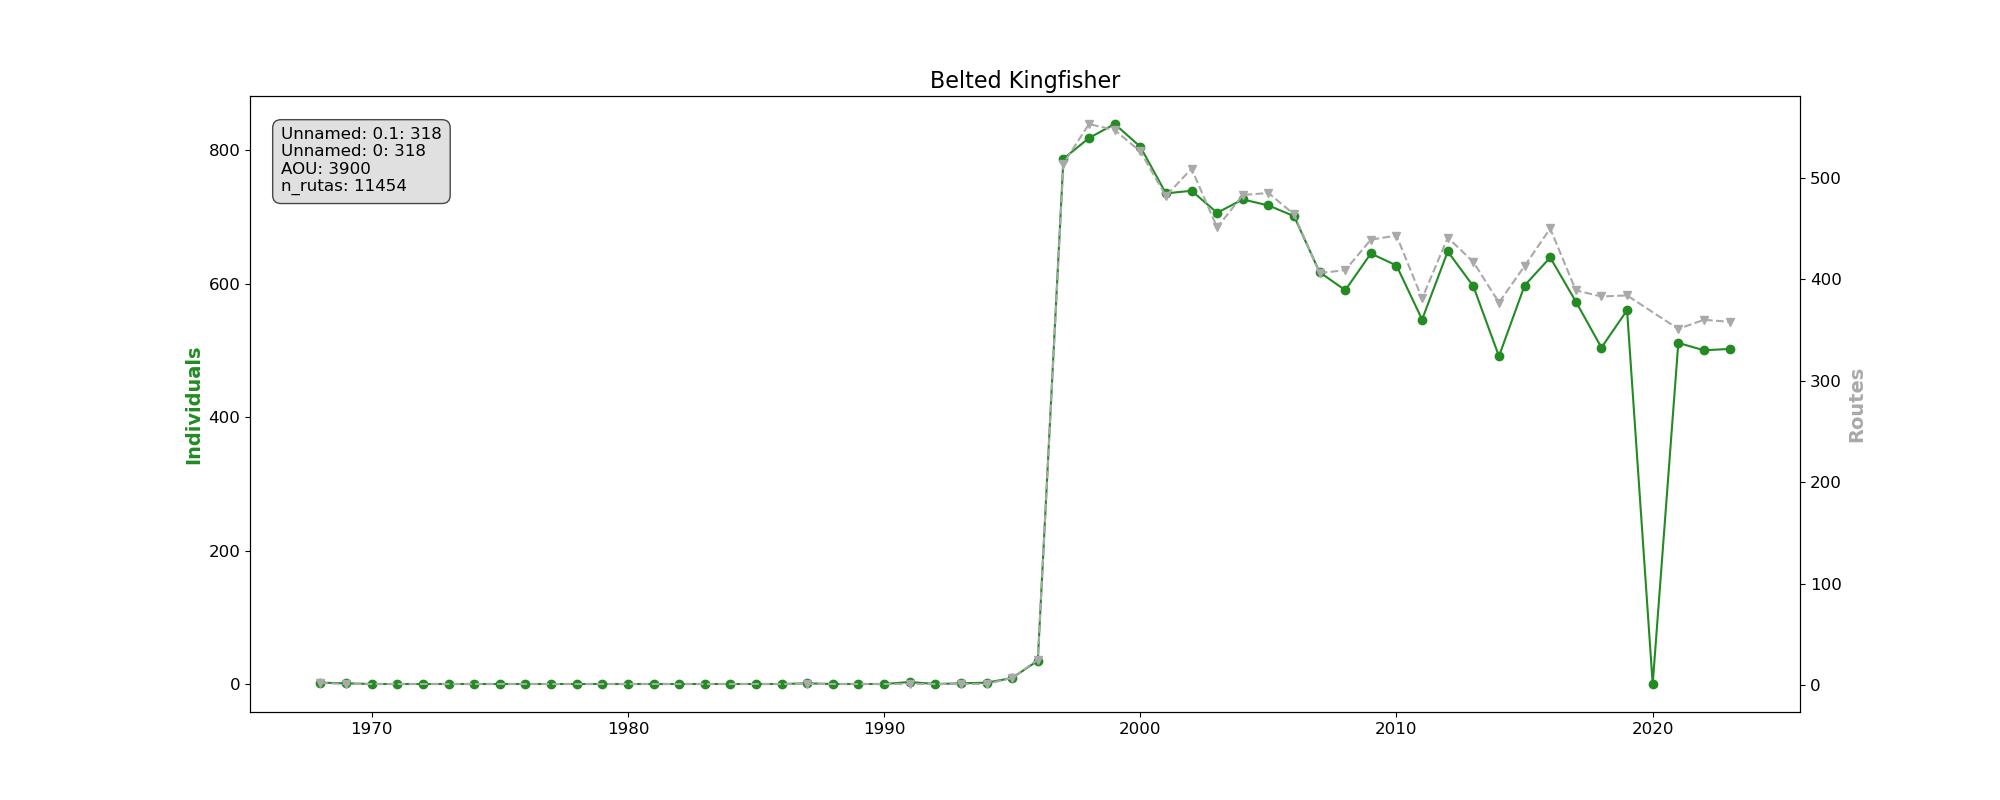 Belted Kingfisher
Unnamed: 0.1: 318
Unnamed: 0: 318
AOU: 3900
n_rutas: 11454
800
600
400
200
0
Individuals
500
400
300
200
100
0
Routes
1970
1980
1990
2000
2010
2020